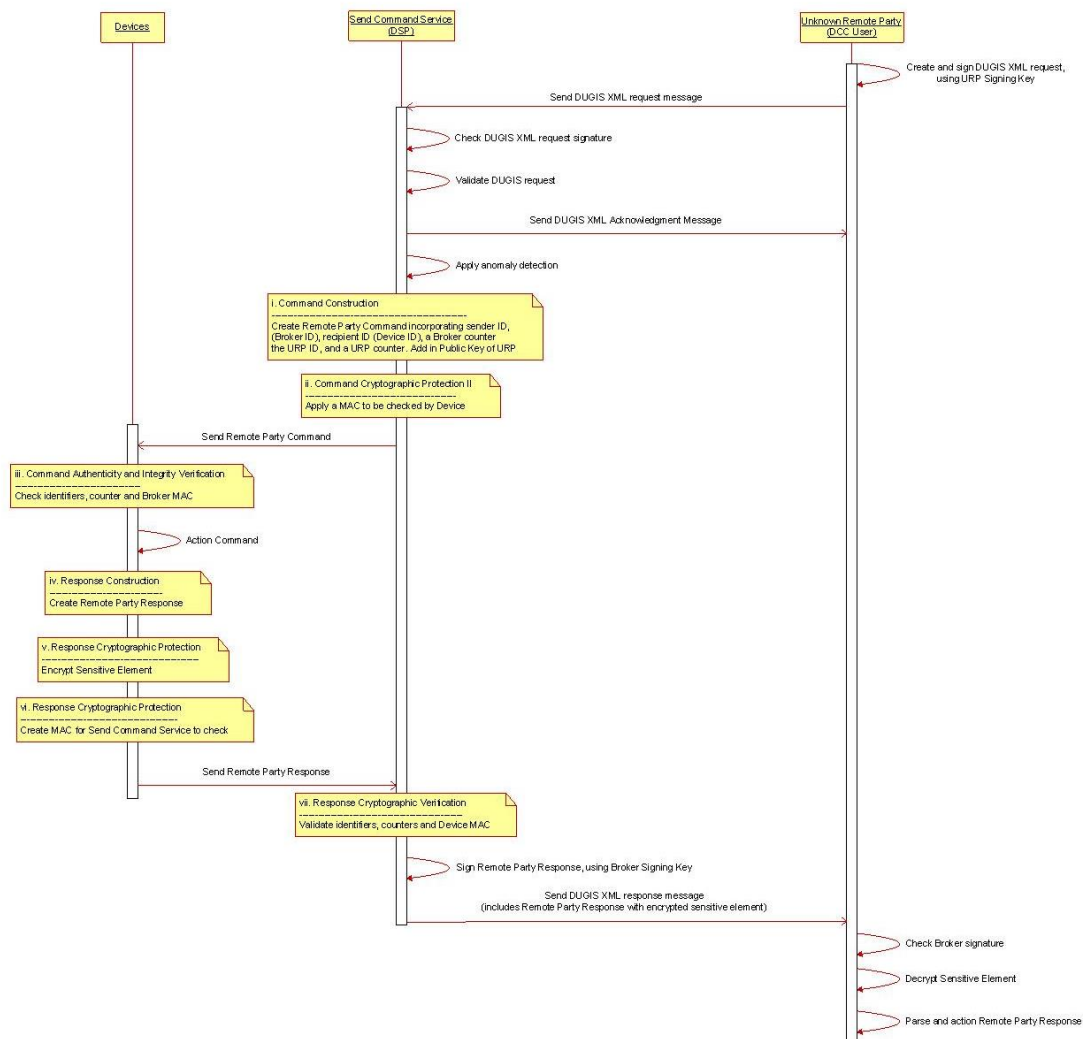 Devices
Send Command Service
(DSP)
Unknown Remote Party
(DCC User)
Create and sign DUGIS XML request,
using URP Signing Key
Send DUGIS XML request message
Check DUGIS XML request signature
Validate DUGIS request
Send DUGIS XML Acknowledgment Message
Apply anomaly detection
i. Command Construction
Create Remote Party Command incorporating sender ID,
(Broker ID), recipient ID (Device ID), a Broker counter
the URP ID, and a URP counter. Add in Public Key of URP
ii. Command Cryptographic Protection II
Apply a MAC to be checked by Device
Send Remote Party Command
iii. Command Authenticity and Integrity Verification
Check identifiers, counter and Broker MAC
Action Command
iv. Response Construction
Create Remote Party Response
v. Response Cryptographic Protection
Encrypt Sensitive Element
vi. Response Cryptographic Protection
Create MAC for Send Command Service to check
Send Remote Party Response
vii. Response Cryptographic Verification
Validate identifiers, counters and Device MAC
Sign Remote Party Response, using Broker Signing Key
Send DUGIS XML response message
(includes Remote Party Response with encrypted sensitive element)
Check Broker signature
Decrypt Sensitive Element
Parse and action Remote Party Response